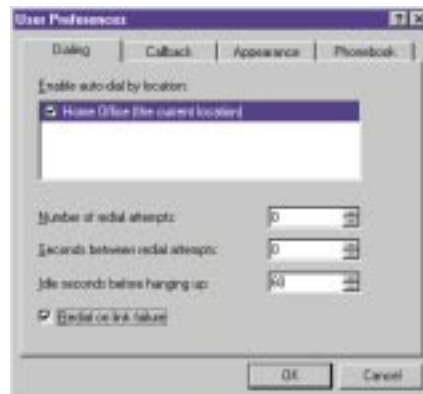 User Preferences
Dialing Callback Appearance Phonebook
Enable auto-dial by location:
Home Office (the current location)
Number of redial attempts: 0
Seconds between redial attempts: 0
Idle seconds before hanging up: 60
Redial on link failure
OK Cancel